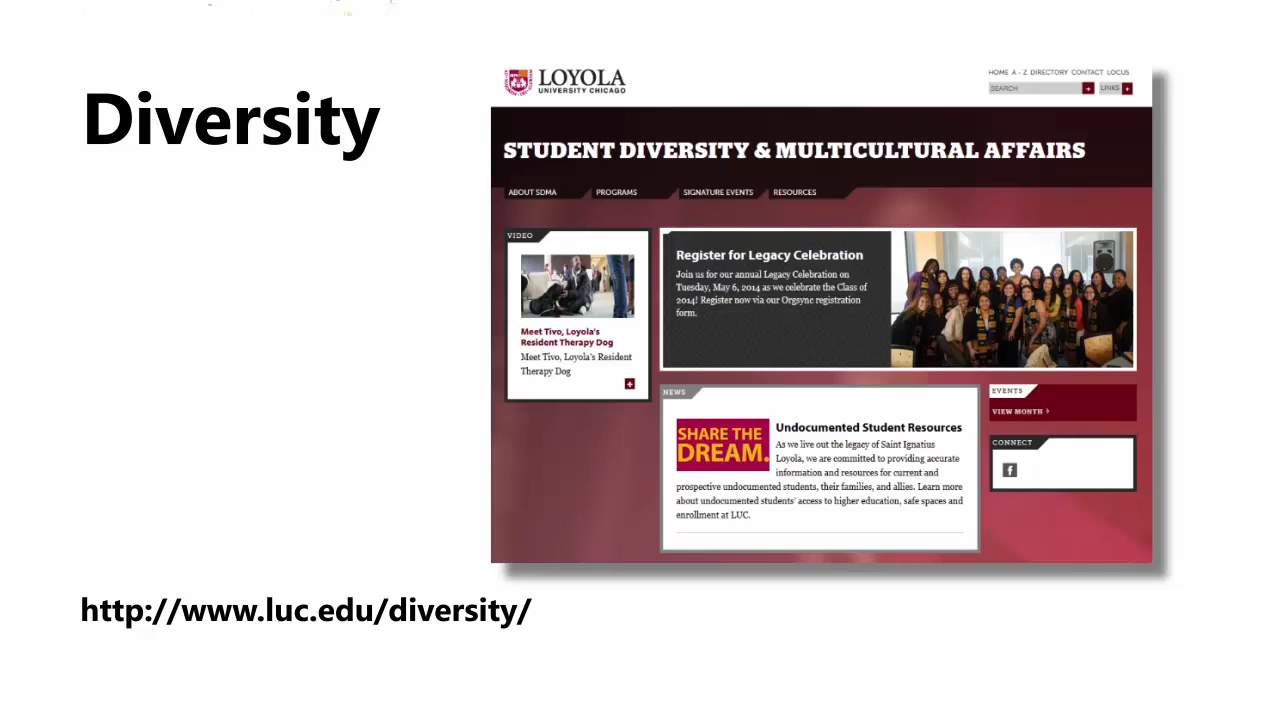 Diversity
LOYOLA
UNIVERSITY CHICAGO
HOME A - Z DIRECTORY CONTACT LOCUS
SEARCH
LINKS
STUDENT DIVERSITY & MULTICULTURAL AFFAIRS
ABOUT SDMA
PROGRAMS
SIGNATURE EVENTS
RESOURCES
VIDEO
Meet Tivo, Loyola's
Resident Therapy Dog
Meet Tivo, Loyola's Resident
Therapy Dog
Register for Legacy Celebration
Join us for our annual Legacy Celebration on
Tuesday, May 6, 2014 as we celebrate the Class of
2014! Register now via our Orgsync registration
form.
NEWS
SHARE THE
DREAM.
Undocumented Student Resources
As we live out the legacy of Saint Ignatius
Loyola, we are committed to providing accurate
information and resources for current and
prospective undocumented students, their families, and allies. Learn more
about undocumented students' access to higher education, safe spaces and
enrollment at LUC.
EVENTS
VIEW MONTH
CONNECT
http://www.luc.edu/diversity/